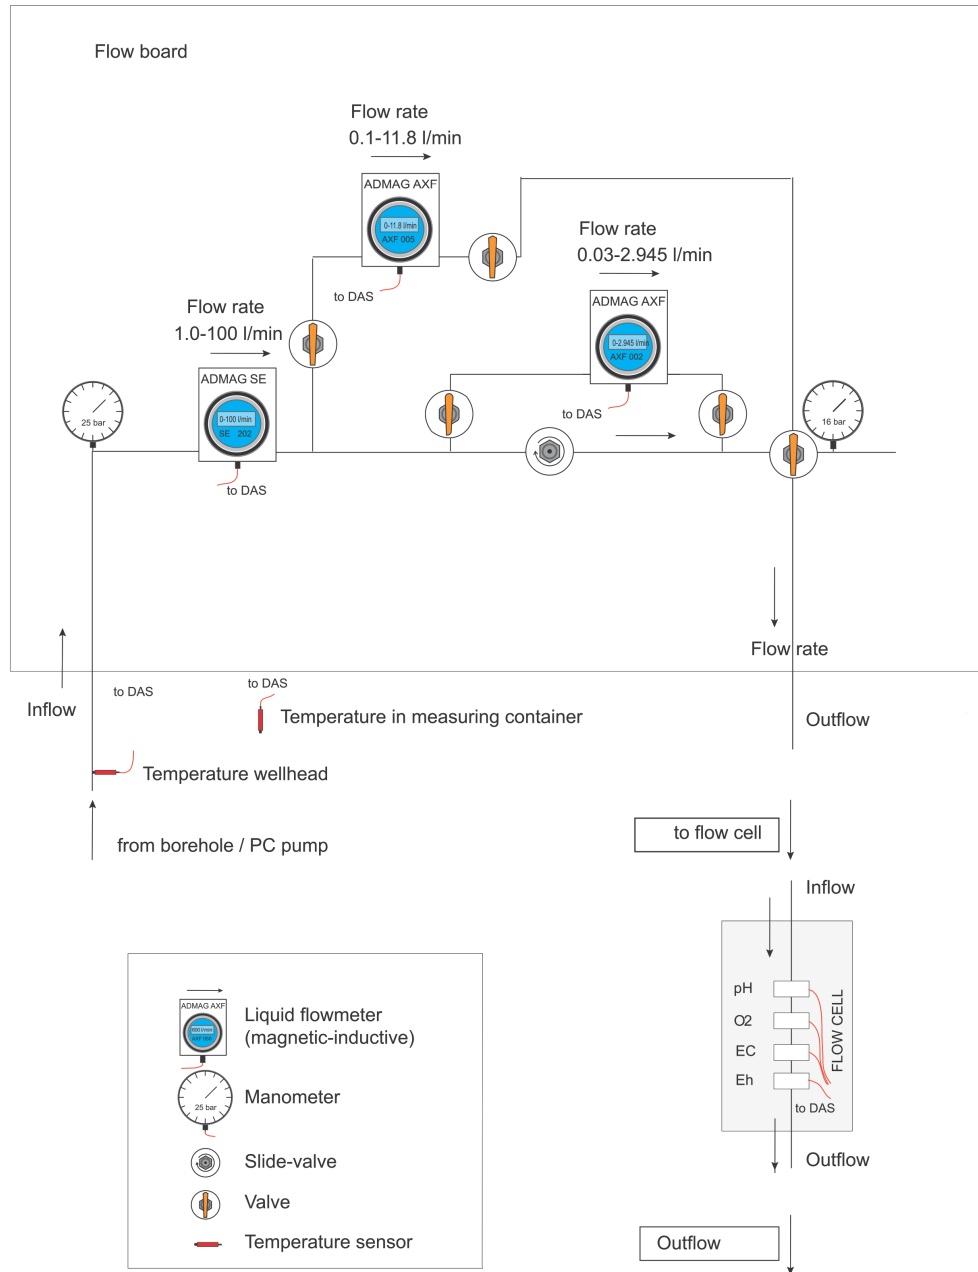 Flow board
Flow rate
0.1-11.8 l/min
ADMAG AXF
0-11.8 l/min
AXF 005
to DAS
Flow rate
0.03-2.945 l/min
ADMAG AXF
0-2.945 l/min
AXF 002
to DAS
Flow rate
1.0-100 l/min
ADMAG SE
0-100 l/min
SE 202
to DAS
25 bar
16 bar
Flow rate
Inflow
to DAS
to DAS
Temperature in measuring container
Outflow
Temperature wellhead
from borehole / PC pump
to flow cell
Inflow
pH
O2
EC
Eh
FLOW CELL
to DAS
Outflow
Outflow
ADMAG AXF
Liquid flowmeter
(magnetic-inductive)
25 bar
Manometer
Slide-valve
Valve
Temperature sensor